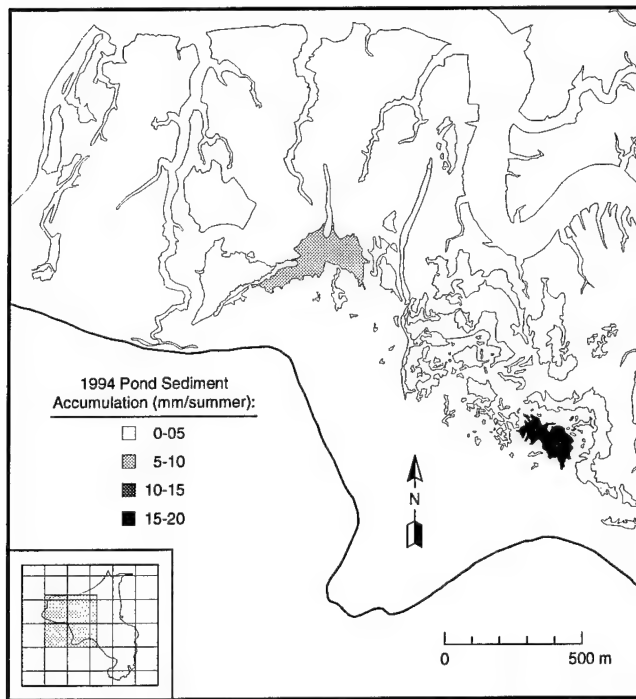 1994 Pond Sediment
Accumulation (mm/summer):
0-05
5-10
10-15
15-20
N
0 500 m